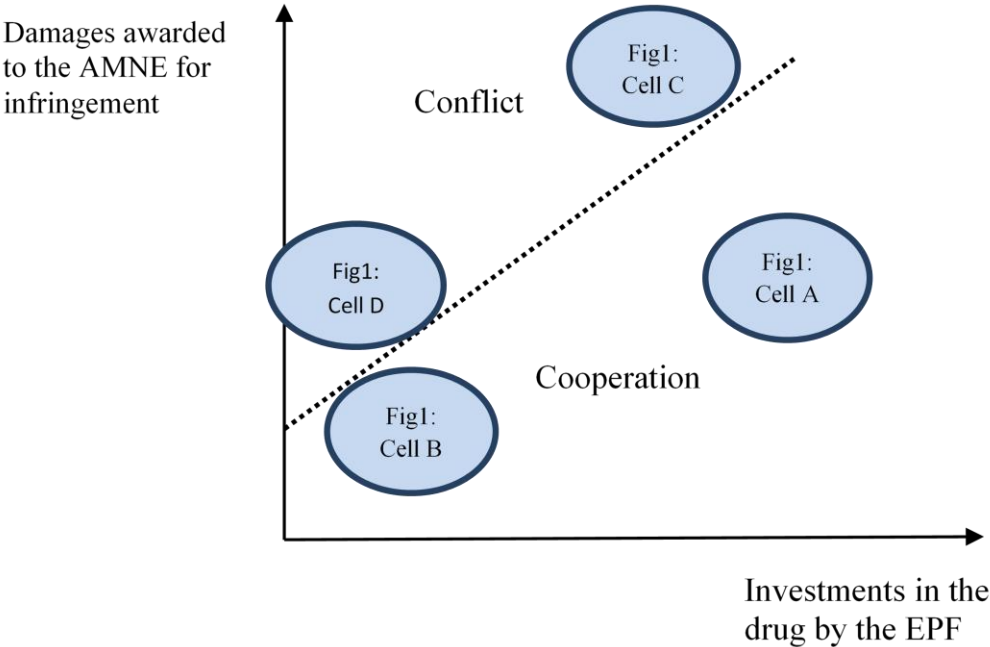 Damages awarded
to the AMNE for
infringement
Conflict
Fig1:
Cell C
Fig1:
Cell D
Fig1:
Cell A
Cooperation
Fig1:
Cell B
Investments in the
drug by the EPF